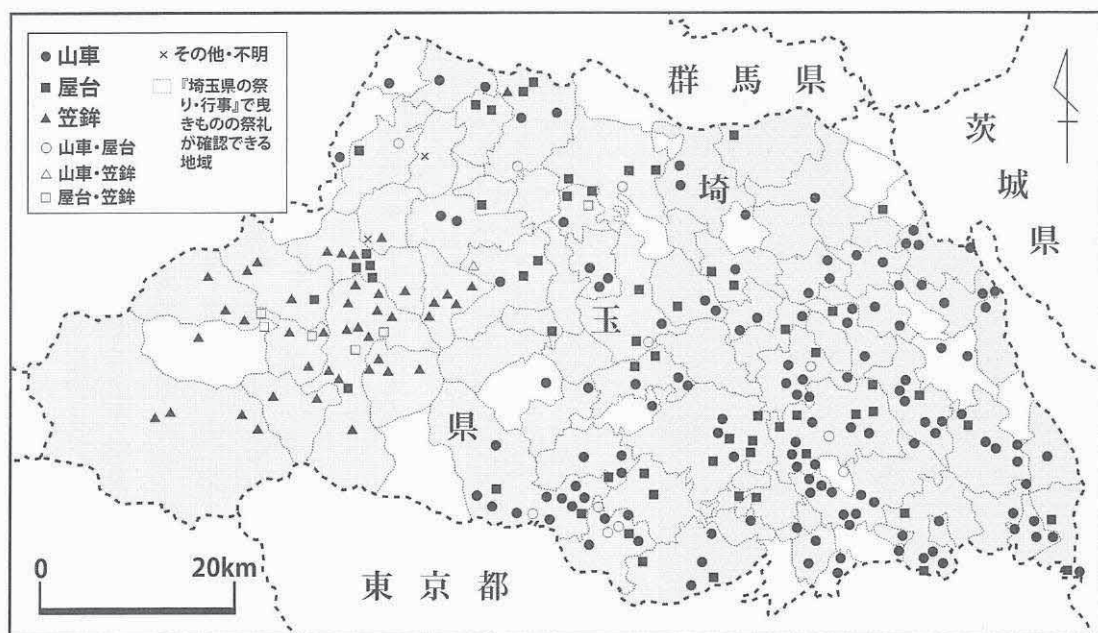 山車
屋台
笠鉾
山車・屋台
山車・笠鉾
屋台・笠鉾
その他・不明
『埼玉県の祭
り・行事』で曳
きものの祭礼
が確認できる
地域
群馬県
茨城県
埼玉県
東京都
0 20km